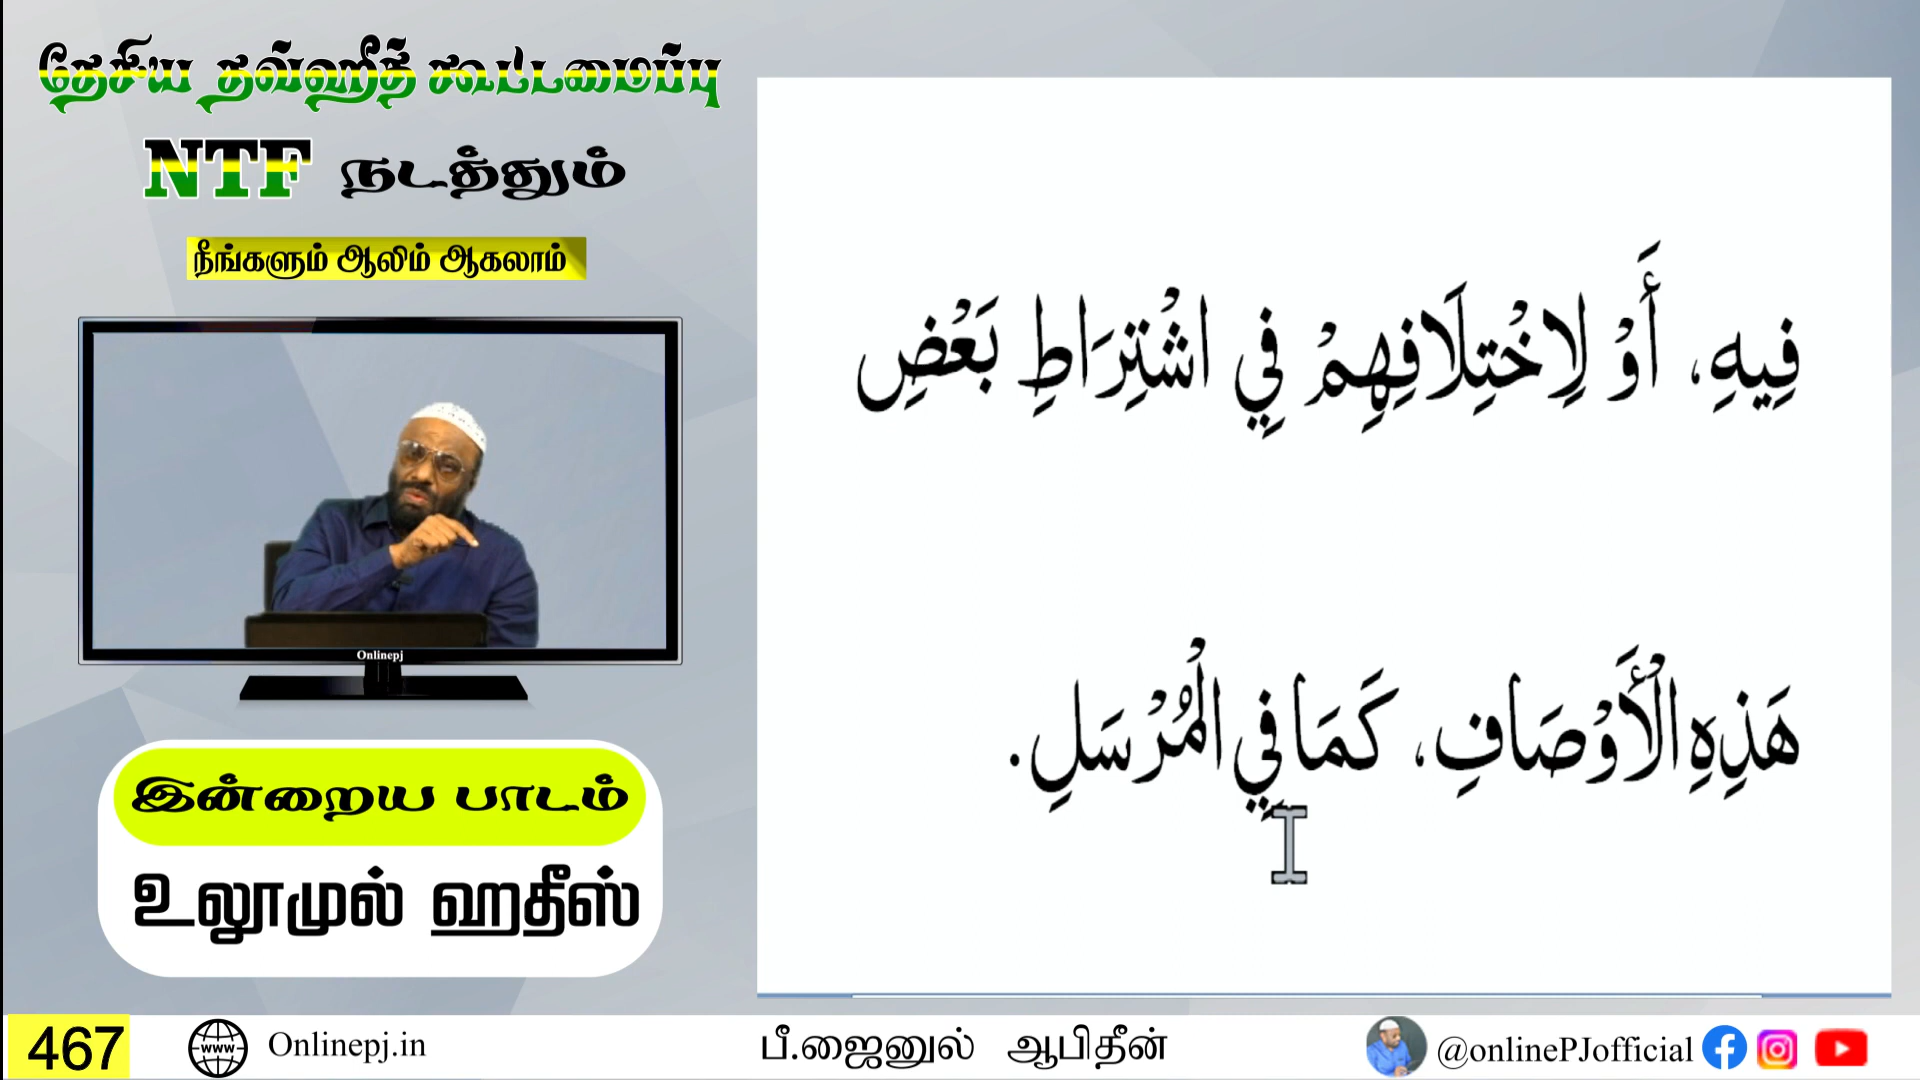 தேசிய தவ்ஹீத் கூட்டமைப்பு
NTF நடத்தும்
நீங்களும் ஆலிம் ஆகலாம்
Onlinepj
இன்றைய பாடம்
உலூமுல் ஹதீஸ்
فِيهِ، أَوْ لِاخْتِلَافِهِمْ فِي اشْتِرَاطِ بَعْضِ
هَذِهِ الْأَوْصَافِ، كَمَا فِي الْمُرْسَلِ.
467 www Onlinepj.in பீ.ஜைனுல் ஆபிதீன் @onlinePJofficial